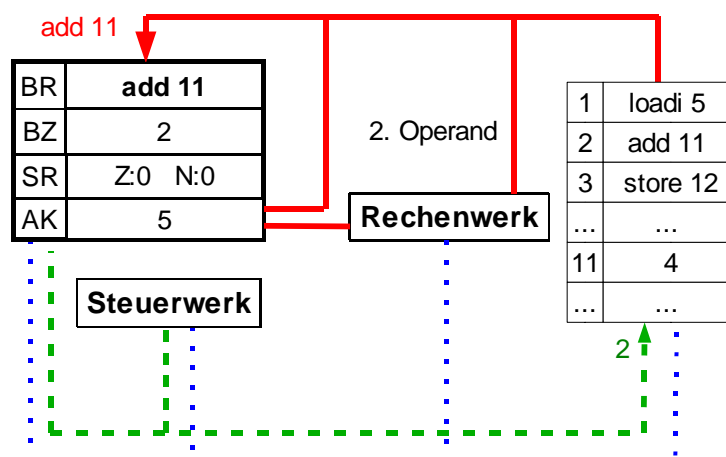 add 11
BR add 11
BZ 2
SR Z:0 N:0
AK 5
2. Operand
Rechenwerk
Steuerwerk
1 loadi 5
2 add 11
3 store 12
... ...
11 4
... ...
2